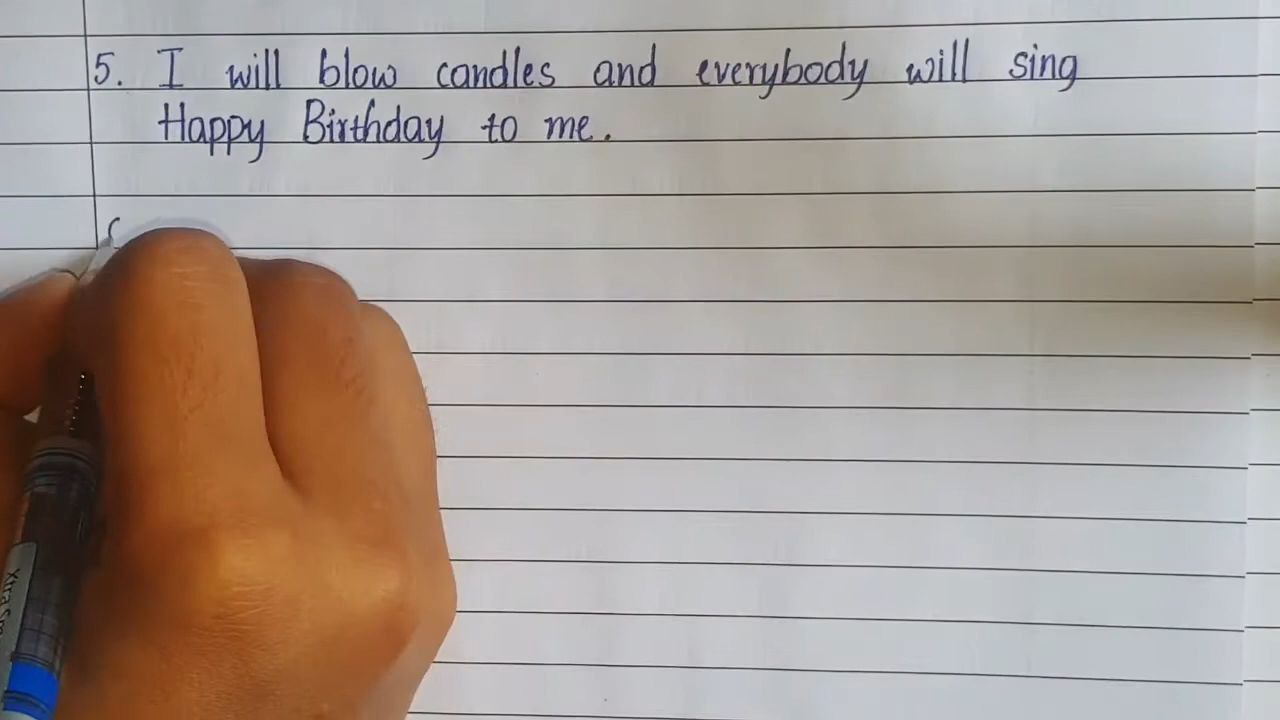 5. I will blow candles and everybody will sing
Happy Birthday to me.